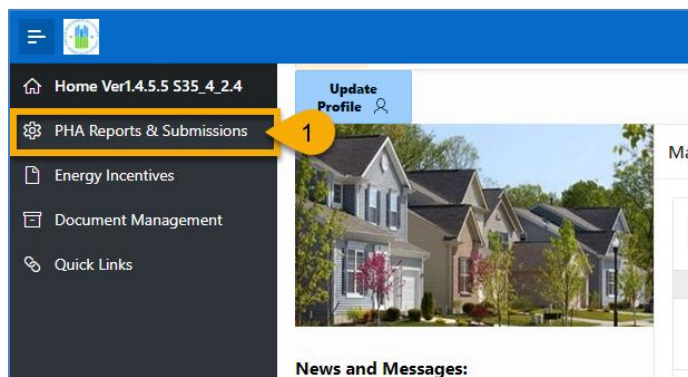 Home Ver1.4.5.5 S35_4_2.4
PHA Reports & Submissions
1
Energy Incentives
Document Management
Quick Links
Update
Profile
Ma
News and Messages: